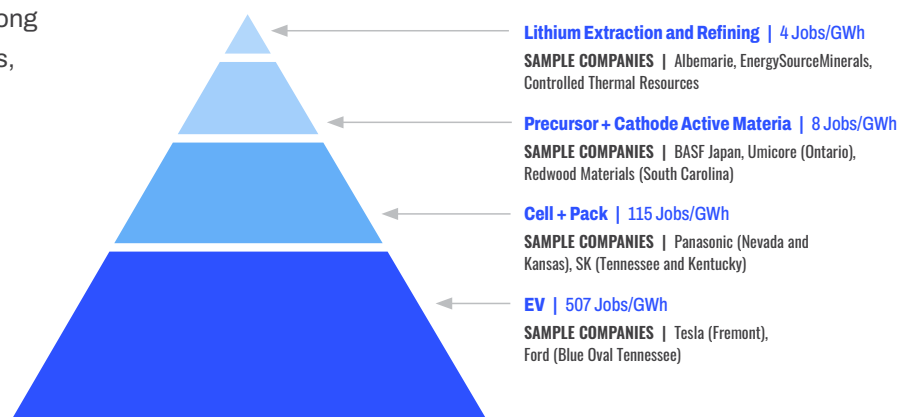 ong
s,
Lithium Extraction and Refining | 4 Jobs/GWh
SAMPLE COMPANIES | Albemarie, EnergySourceMinerals,
Controlled Thermal Resources
Precursor + Cathode Active Materia | 8 Jobs/GWh
SAMPLE COMPANIES | BASF Japan, Umicore (Ontario),
Redwood Materials (South Carolina)
Cell + Pack | 115 Jobs/GWh
SAMPLE COMPANIES | Panasonic (Nevada and
Kansas), SK (Tennessee and Kentucky)
EV | 507 Jobs/GWh
SAMPLE COMPANIES | Tesla (Fremont),
Ford (Blue Oval Tennessee)